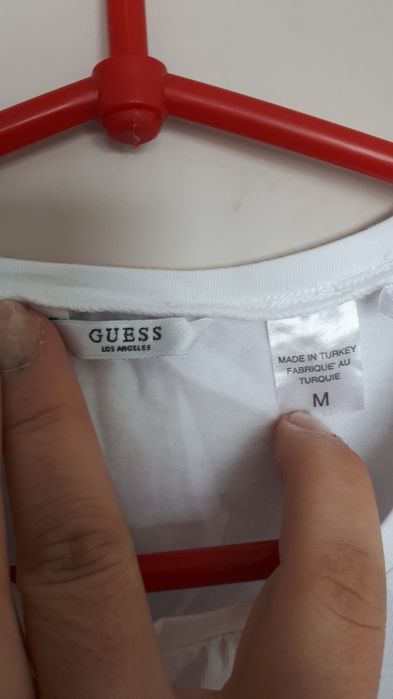 GUESS
LOS ANGELES
MADE IN TURKEY
FABRIQUE' AU
TURQUIE
M